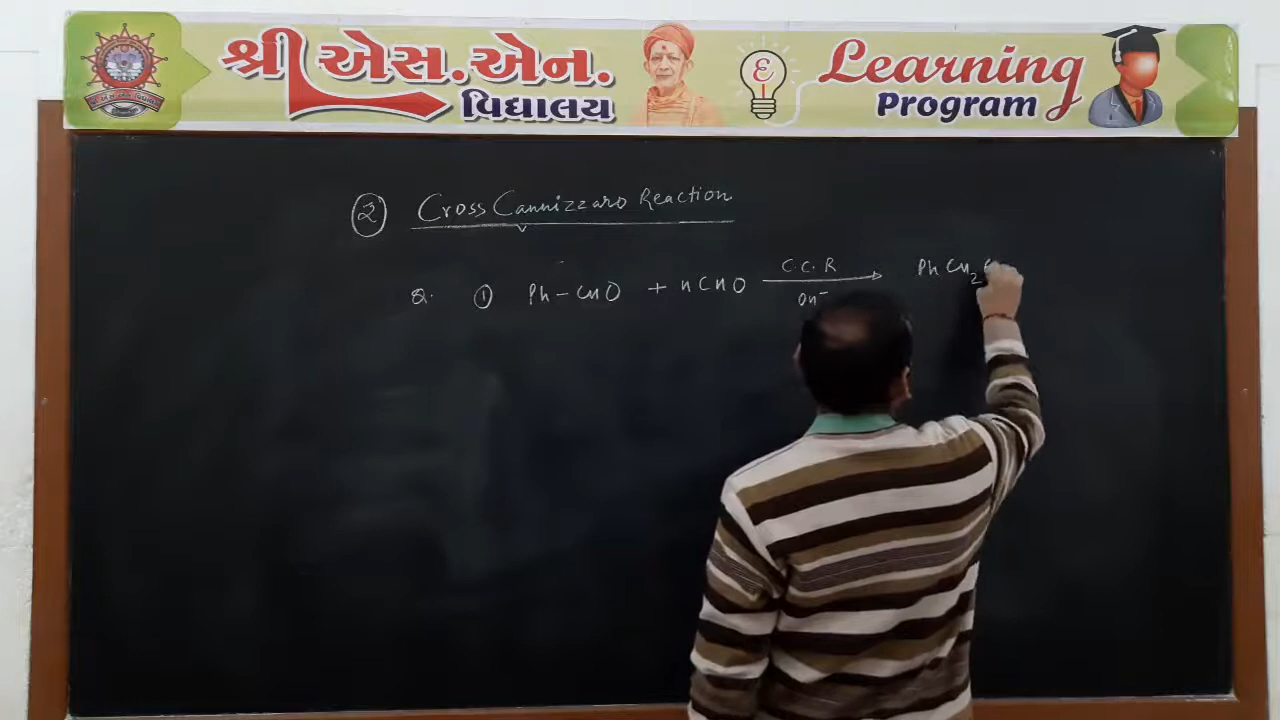 શ્રી એસ.એન.
વિદ્યાલય
Learning
Program
② Cross Cannizzaro Reaction
① Ph-CHO + HCHO C.C.R PhCH2
OH⁻